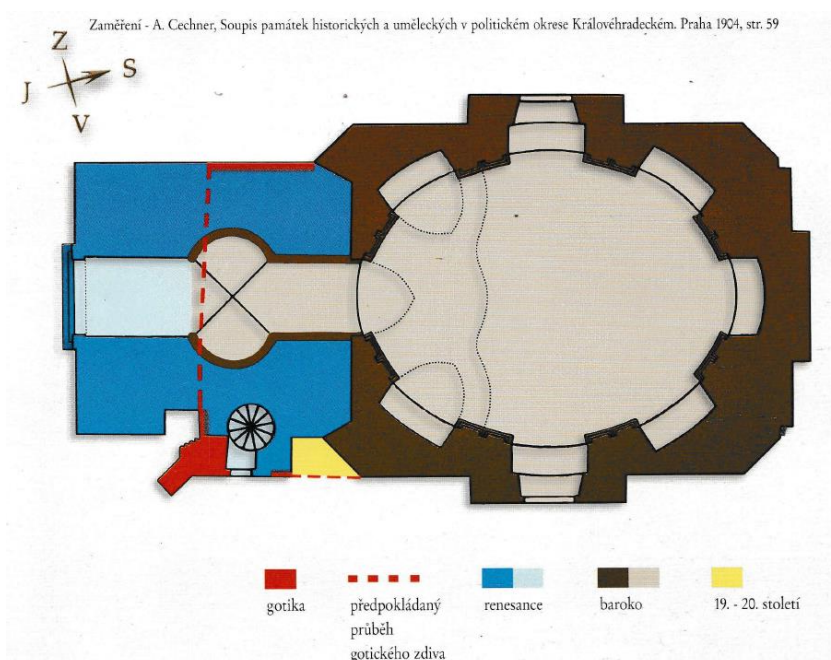 Zaměření - A. Cechner, Soupis památek historických a uměleckých v politickém okrese Královéhradeckém. Praha 1904, str. 59
Z
S
J
V
gotika
předpokládaný
průběh
gotického zdiva
renesance
baroko
19. - 20. století